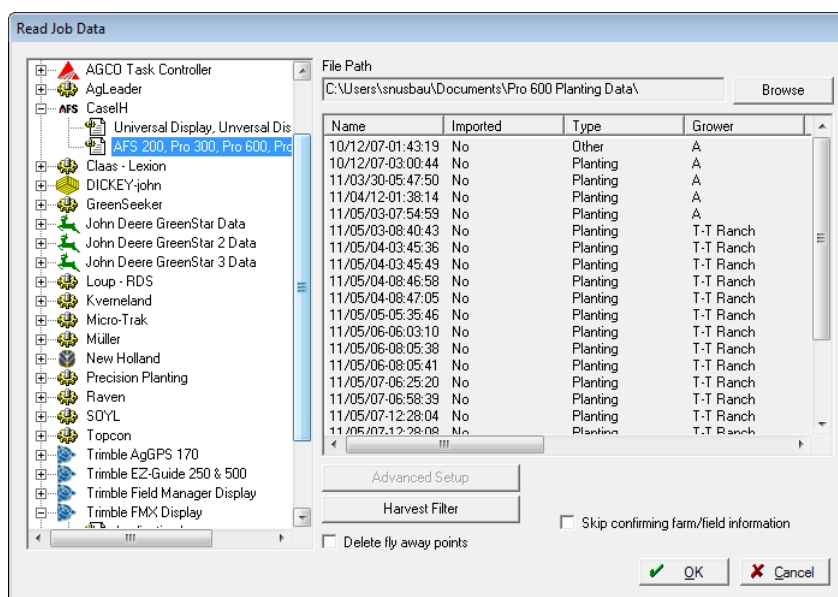 Read Job Data
AGCO Task Controller
AgLeader
AFS CaseIH
Universal Display, Unversal Dis
AFS 200, Pro 300, Pro 600, Pro
Claas - Lexion
DICKEY-john
GreenSeeker
John Deere GreenStar Data
John Deere GreenStar 2 Data
John Deere GreenStar 3 Data
Loup - RDS
Kverneland
Micro-Trak
Müller
New Holland
Precision Planting
Raven
SOYL
Topcon
Trimble AgGPS 170
Trimble EZ-Guide 250 & 500
Trimble Field Manager Display
Trimble FMX Display
File Path
C:\Users\snusbau\Documents\Pro 600 Planting Data\
Browse
Name Imported Type Grower
10/12/07-01:43:19 No Other A
10/12/07-03:00:44 No Planting A
11/03/30-05:47:50 No Planting A
11/04/12-01:38:14 No Planting A
11/05/03-07:54:59 No Planting A
11/05/03-08:40:43 No Planting T-T Ranch
11/05/04-03:45:36 No Planting T-T Ranch
11/05/04-03:45:49 No Planting T-T Ranch
11/05/04-08:46:58 No Planting T-T Ranch
11/05/04-08:47:05 No Planting T-T Ranch
11/05/05-05:35:46 No Planting T-T Ranch
11/05/06-06:03:10 No Planting T-T Ranch
11/05/06-08:05:38 No Planting T-T Ranch
11/05/06-08:05:41 No Planting T-T Ranch
11/05/07-06:25:20 No Planting T-T Ranch
11/05/07-06:58:39 No Planting T-T Ranch
11/05/07-12:28:04 No Planting T-T Ranch
11/05/07-12:28:08 No Planting T-T Ranch
Advanced Setup
Harvest Filter
Delete fly away points
Skip confirming farm/field information
OK
Cancel